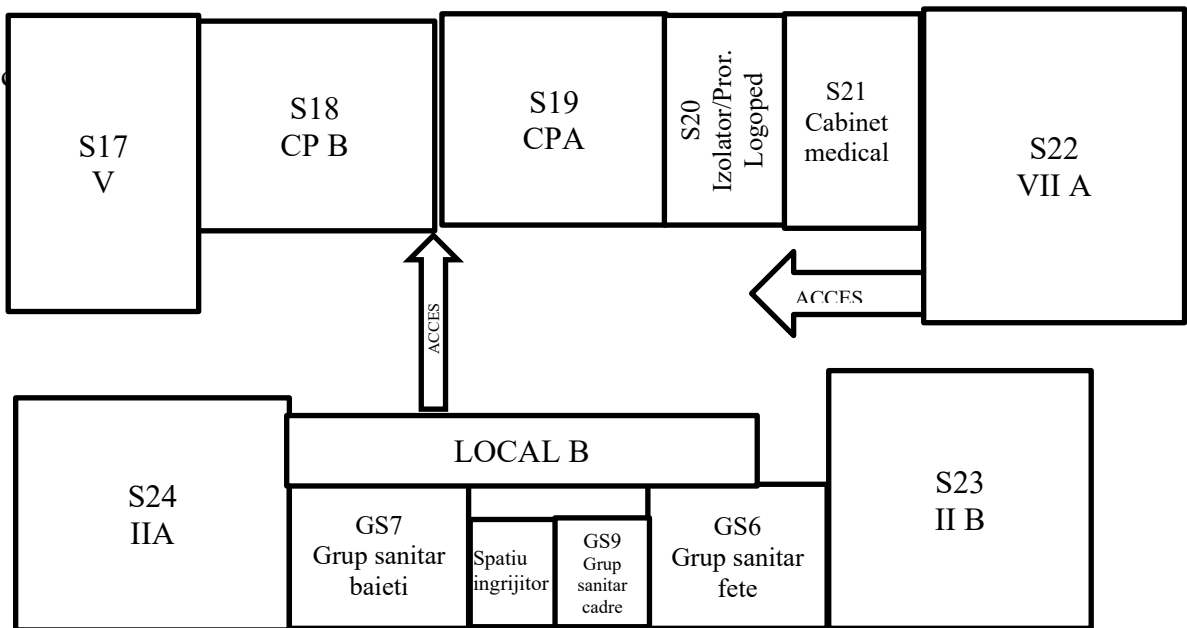 S17
V
S18
CP B
S19
CPA
S20
Izolator/Pror.
Logoped
S21
Cabinet
medical
S22
VII A
ACCES
ACCES
LOCAL B
S24
IIA
GS7
Grup sanitar
baieti
Spatiu
ingrijitor
GS9
Grup
sanitar
cadre
GS6
Grup sanitar
fete
S23
II B